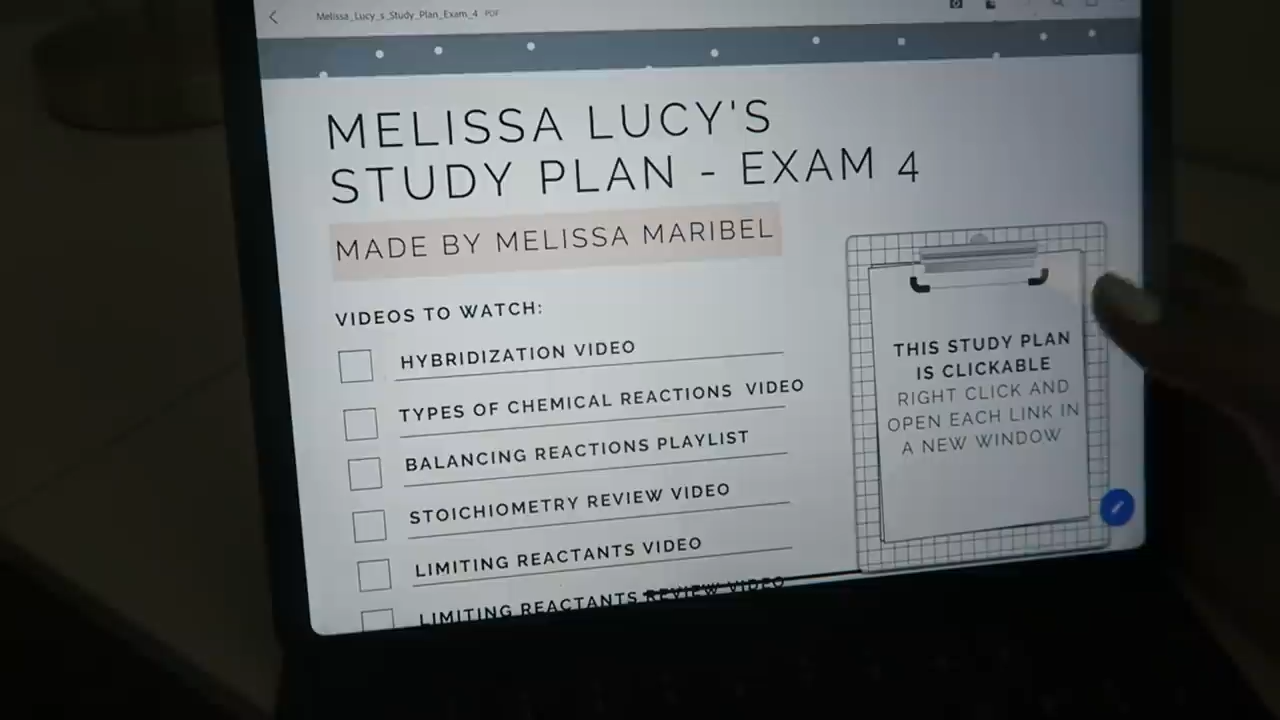 Melissa_Lucy_s_Study_Plan_Exam_4 PDF
MELISSA LUCY'S
STUDY PLAN - EXAM 4
MADE BY MELISSA MARIBEL
VIDEOS TO WATCH:
HYBRIDIZATION VIDEO
TYPES OF CHEMICAL REACTIONS VIDEO
BALANCING REACTIONS PLAYLIST
STOICHIOMETRY REVIEW VIDEO
LIMITING REACTANTS VIDEO
LIMITING REACTANTS REVIEW VIDEO
THIS STUDY PLAN
IS CLICKABLE
RIGHT CLICK AND
OPEN EACH LINK IN
A NEW WINDOW